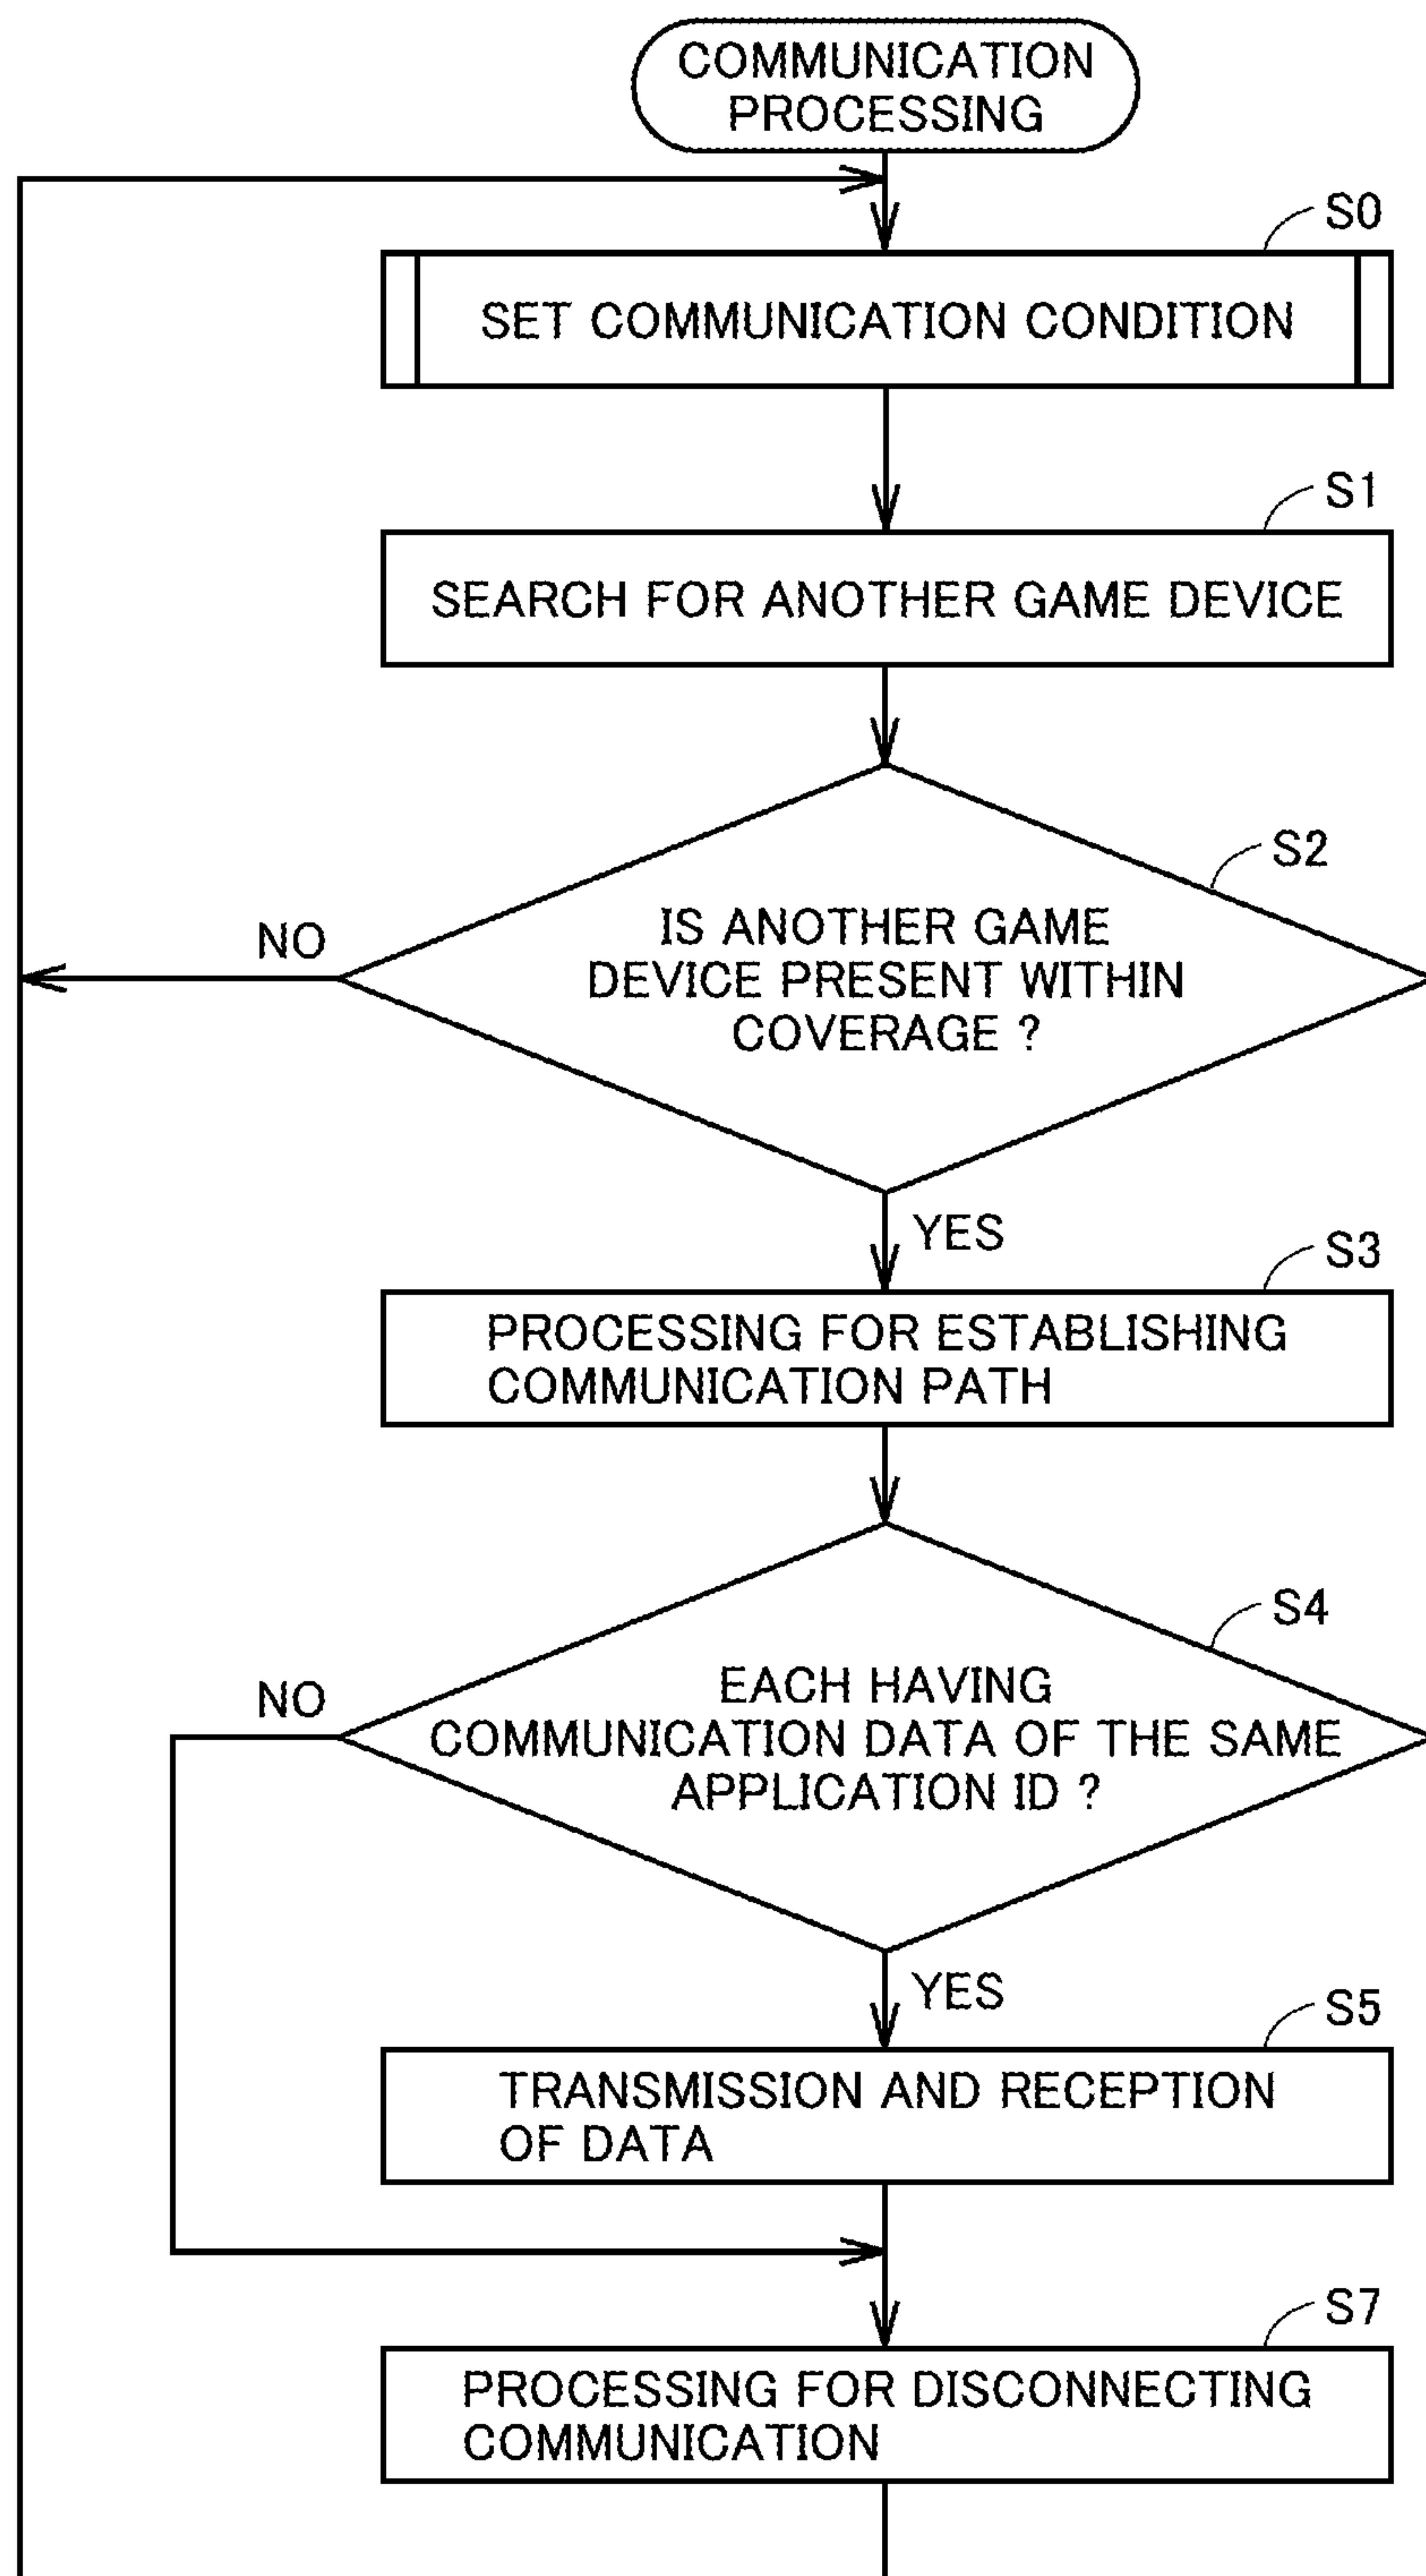 COMMUNICATION
PROCESSING
S0
SET COMMUNICATION CONDITION
S1
SEARCH FOR ANOTHER GAME DEVICE
S2
IS ANOTHER GAME
DEVICE PRESENT WITHIN
COVERAGE ?
NO
YES
S3
PROCESSING FOR ESTABLISHING
COMMUNICATION PATH
S4
EACH HAVING
COMMUNICATION DATA OF THE SAME
APPLICATION ID ?
NO
YES
S5
TRANSMISSION AND RECEPTION
OF DATA
S7
PROCESSING FOR DISCONNECTING
COMMUNICATION